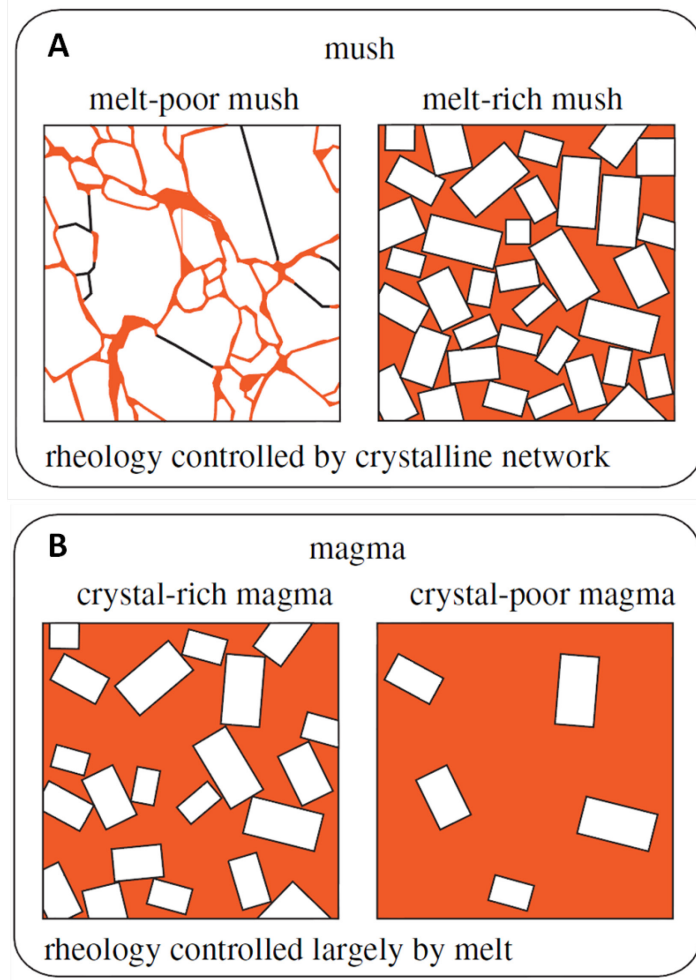 A
mush
melt-poor mush
melt-rich mush
rheology controlled by crystalline network
B
magma
crystal-rich magma
crystal-poor magma
rheology controlled largely by melt